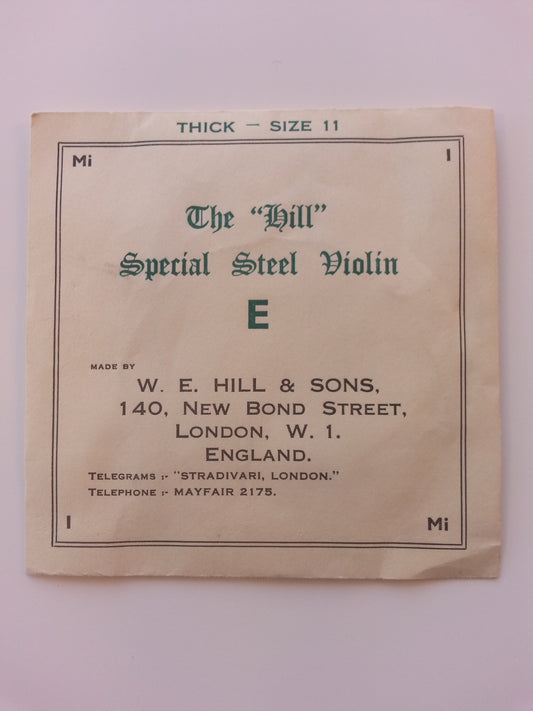 THICK – SIZE 11
Mi I
The "Hill"
Special Steel Violin
E
MADE BY
W. E. HILL & SONS,
140, NEW BOND STREET,
LONDON, W. 1.
ENGLAND.
TELEGRAMS :- "STRADIVARI, LONDON."
TELEPHONE :- MAYFAIR 2175.
I Mi